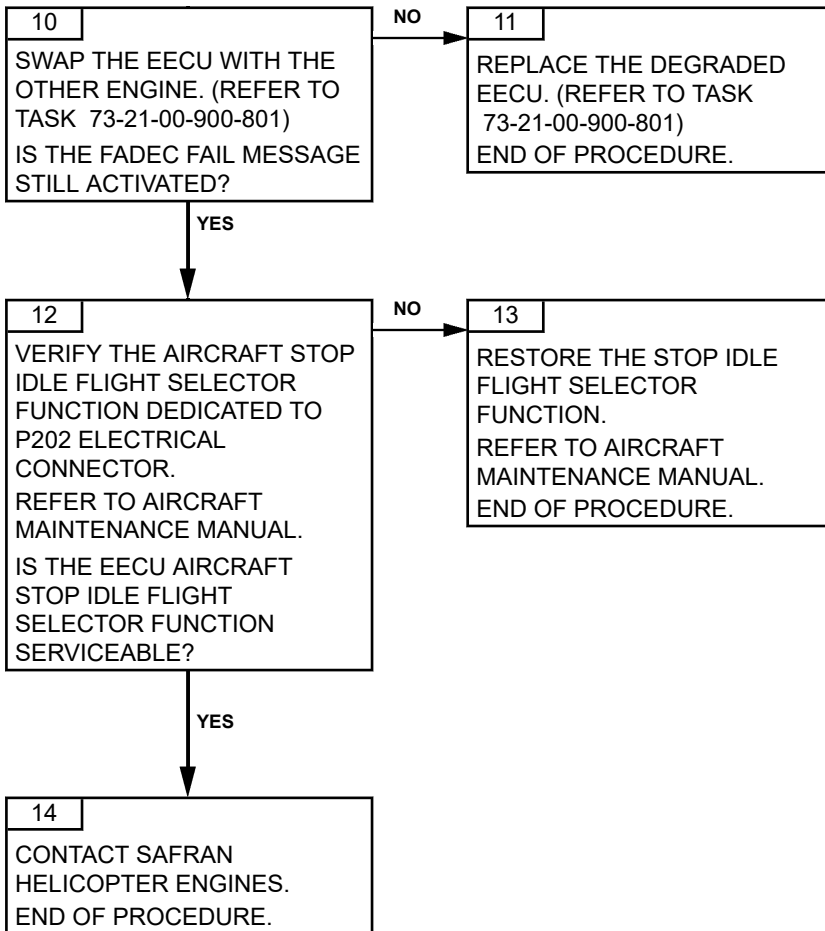 10
SWAP THE EECU WITH THE
OTHER ENGINE. (REFER TO
TASK 73-21-00-900-801)
IS THE FADEC FAIL MESSAGE
STILL ACTIVATED?
NO
11
REPLACE THE DEGRADED
EECU. (REFER TO TASK
73-21-00-900-801)
END OF PROCEDURE.
YES
12
VERIFY THE AIRCRAFT STOP
IDLE FLIGHT SELECTOR
FUNCTION DEDICATED TO
P202 ELECTRICAL
CONNECTOR.
REFER TO AIRCRAFT
MAINTENANCE MANUAL.
IS THE EECU AIRCRAFT
STOP IDLE FLIGHT
SELECTOR FUNCTION
SERVICEABLE?
NO
13
RESTORE THE STOP IDLE
FLIGHT SELECTOR
FUNCTION.
REFER TO AIRCRAFT
MAINTENANCE MANUAL.
END OF PROCEDURE.
YES
14
CONTACT SAFRAN
HELICOPTER ENGINES.
END OF PROCEDURE.